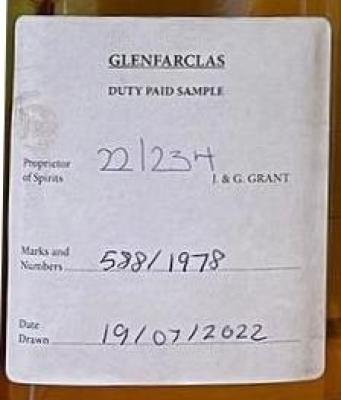 GLENFARCLAS
DUTY PAID SAMPLE
Proprietor 22/234
of Spirits J. & G. GRANT
Marks and
Numbers 588/1978
Date
Drawn 19/07/2022